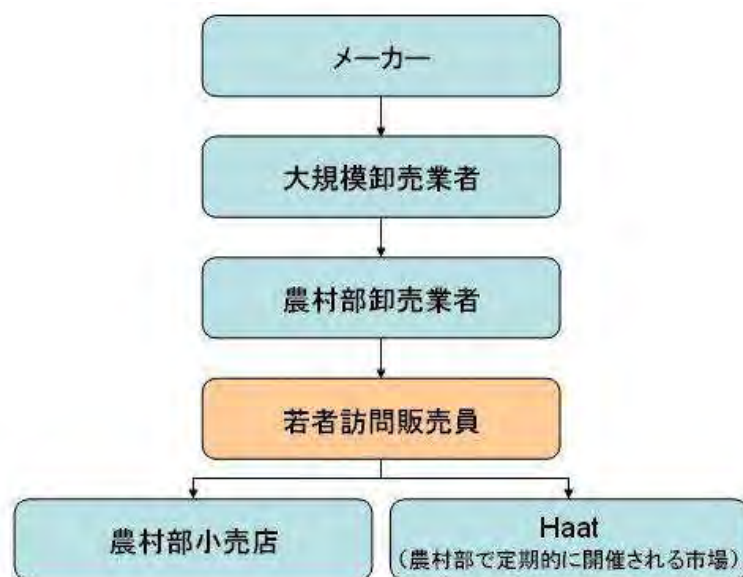 メーカー
大規模卸売業者
農村部卸売業者
若者訪問販売員
農村部小売店
Haat
（農村部で定期的に開催される市場）